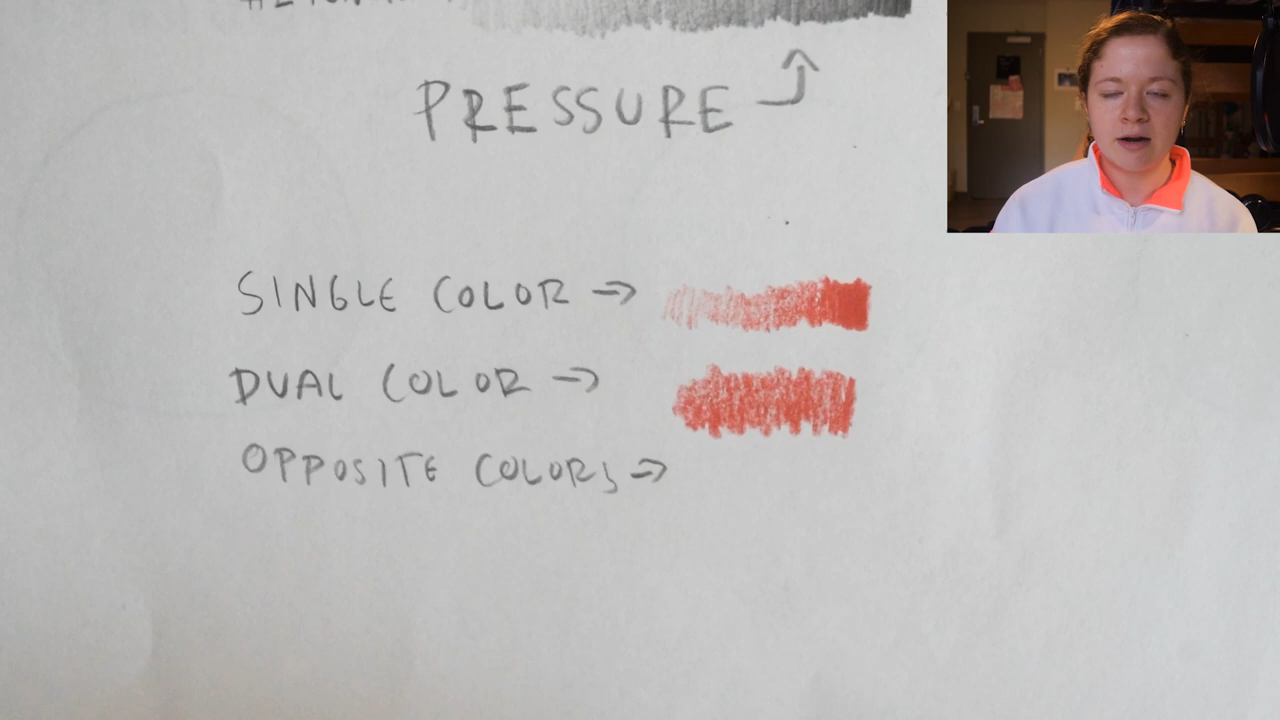 PRESSURE
SINGLE COLOR →
DUAL COLOR →
OPPOSITE COLORS →